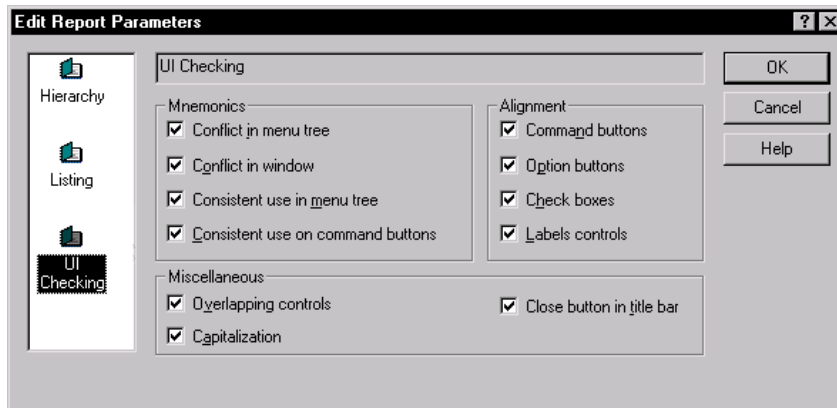 Edit Report Parameters
Hierarchy
Listing
UI
Checking
UI Checking
Mnemonics
Conflict in menu tree
Conflict in window
Consistent use in menu tree
Consistent use on command buttons
Alignment
Command buttons
Option buttons
Check boxes
Labels controls
Miscellaneous
Overlapping controls
Capitalization
Close button in title bar
OK
Cancel
Help